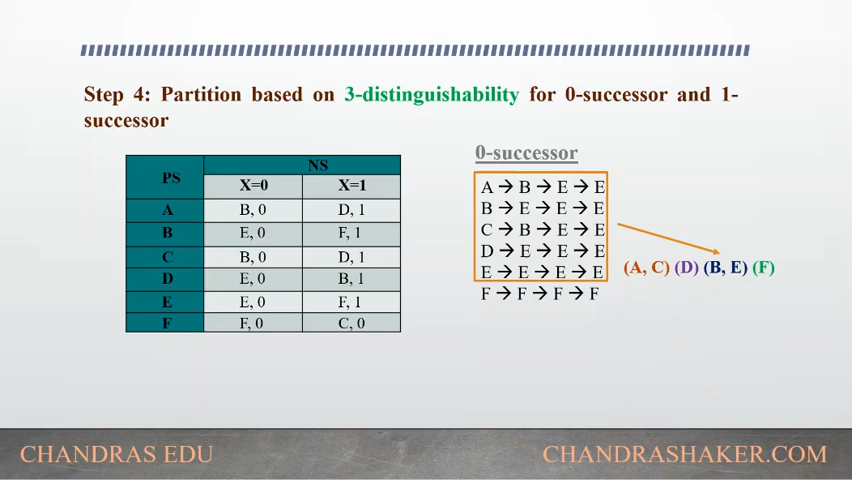 Step 4: Partition based on 3-distinguishability for 0-successor and 1-
successor
PS NS
X=0 X=1
A B, 0 D, 1
B E, 0 F, 1
C B, 0 D, 1
D E, 0 B, 1
E E, 0 F, 1
F F, 0 C, 0
0-successor
A → B → E → E
B → E → E → E
C → B → E → E
D → E → E → E
E → E → E → E
F → F → F → F
(A, C) (D) (B, E) (F)
CHANDRAS EDU
CHANDRASHAKER.COM